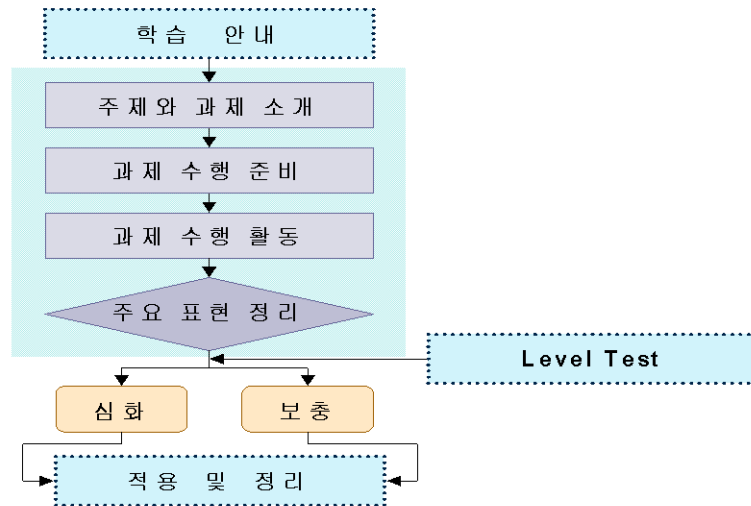 학습 안내
주제와 과제 소개
과제 수행 준비
과제 수행 활동
주요 표현 정리
Level Test
심화
보충
적용 및 정리